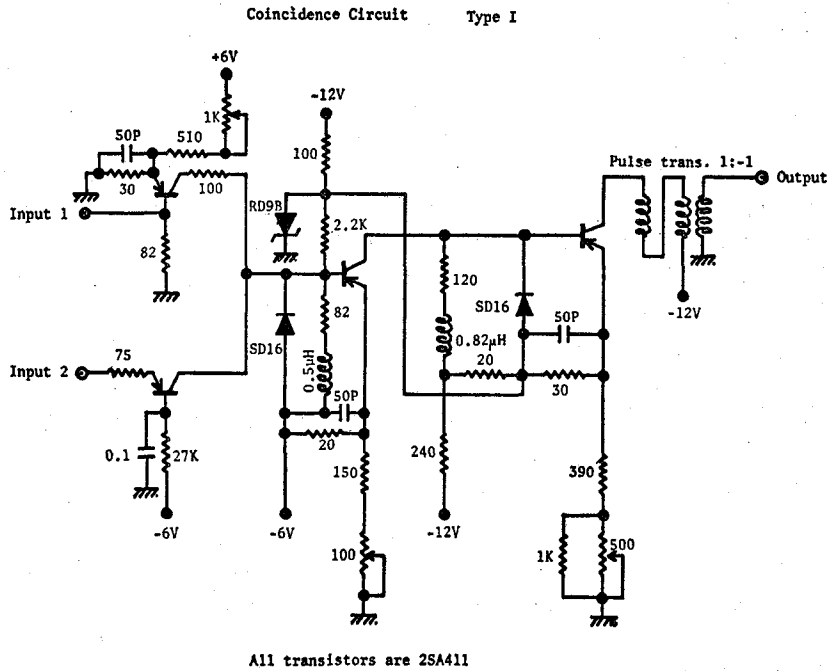 Coincidence Circuit Type I
+6V
-12V
1K
50P
510
100
Pulse trans. 1:-1
30
100
Output
Input 1
RD9B
2.2K
82
120
SD16
-12V
82
50P
SD16
0.82μH
75
0.5μH
20
Input 2
50P
30
20
0.1
27K
240
390
150
-6V
-6V
-12V
100
1K
500
All transistors are 2SA411